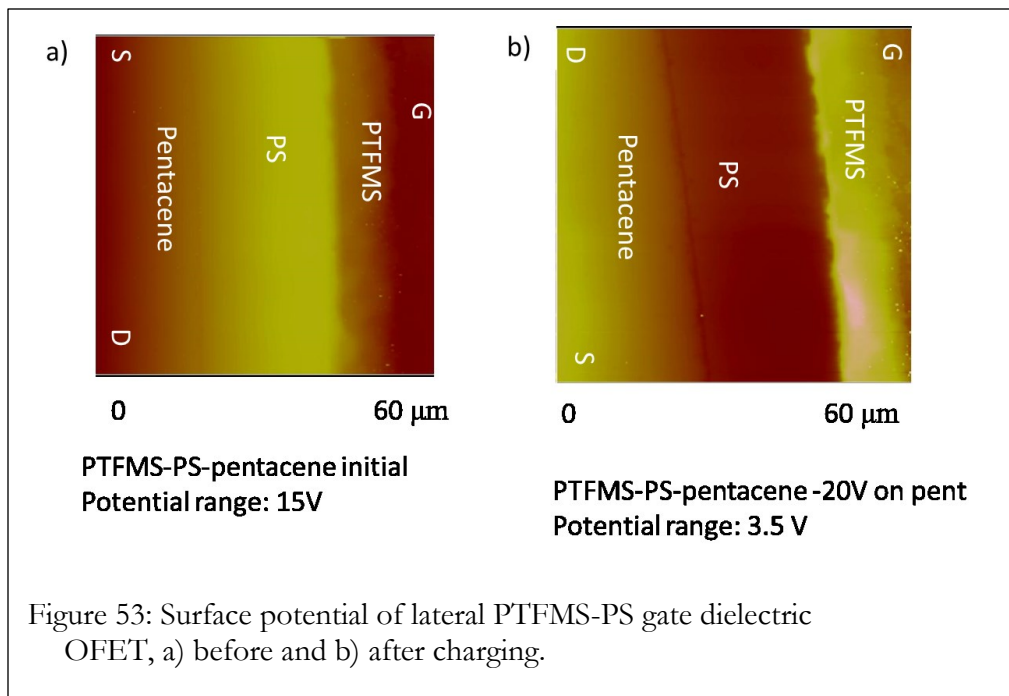 a)
S
Pentacene
PS
PTFMS
G
D
0 60 μm
PTFMS-PS-pentacene initial
Potential range: 15V
b)
D
Pentacene
PS
PTFMS
G
S
0 60 μm
PTFMS-PS-pentacene -20V on pent
Potential range: 3.5 V
Figure 53: Surface potential of lateral PTFMS-PS gate dielectric
OFET, a) before and b) after charging.